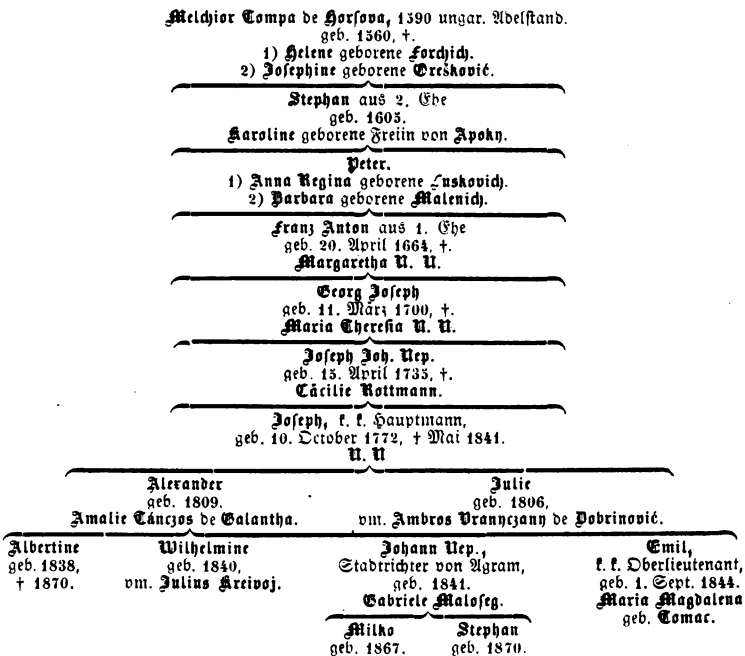 Melchior Tompa de Horsova, 1590 ungar. Adelstand.
geb. 1560, †.
1) Helene geborene Forchich.
2) Josephine geborene Orešković.
Stephan aus 2. Ehe
geb. 1605.
Karoline geborene Freiin von Apoky.
Peter.
1) Anna Regina geborene Luskovich.
2) Barbara geborene Malenich.
Franz Anton aus 1. Ehe
geb. 20. April 1664, †.
Margaretha N. N.
Georg Joseph
geb. 11. März 1700, †.
Maria Theresia N. N.
Joseph Joh. Nep.
geb. 15. April 1735, †.
Cäcilie Rottmann.
Joseph, k. k. Hauptmann,
geb. 10. October 1772, † Mai 1841.
N. N
Alexander
geb. 1809.
Amalie Tánczos de Galantha.
Julie
geb. 1806,
vm. Ambros Vranyczany de Dobrinović.
Albertine
geb. 1838,
† 1870.
Wilhelmine
geb. 1840,
vm. Julius Kreivoj.
Johann Nep.,
Stadtrichter von Agram,
geb. 1841.
Gabriele Maloseg.
Emil,
k. k. Oberlieutenant,
geb. 1. Sept. 1844.
Maria Magdalena
geb. Tomac.
Milko
geb. 1867.
Stephan
geb. 1870.